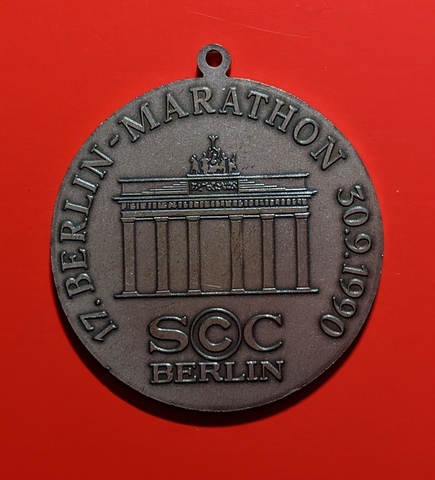 17. BERLIN-MARATHON 30.9.1990
SCC
BERLIN